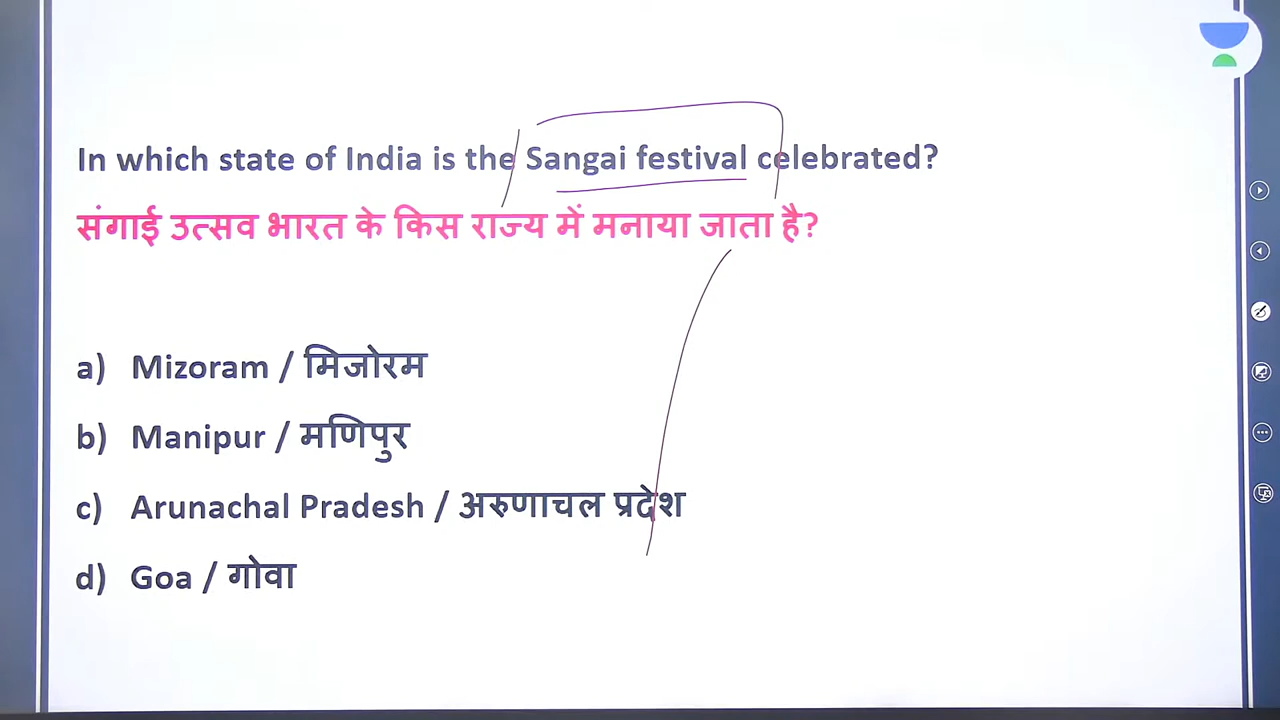 In which state of India is the Sangai festival celebrated?
संगाई उत्सव भारत के किस राज्य में मनाया जाता है?
a) Mizoram / मिजोरम
b) Manipur / मणिपुर
c) Arunachal Pradesh / अरुणाचल प्रदेश
d) Goa / गोवा